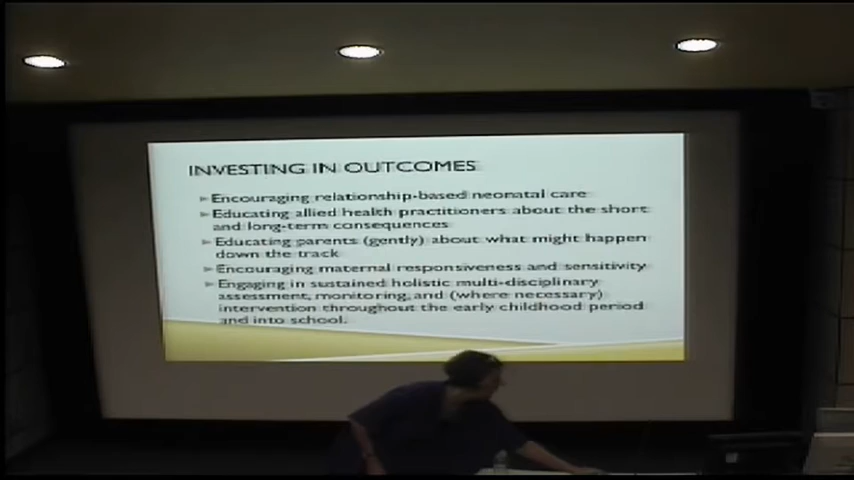 INVESTING IN OUTCOMES
Encouraging relationship-based neonatal care
Educating allied health practitioners about the short
and long-term consequences
Educating parents (gently) about what might happen
down the track
Encouraging maternal responsiveness and sensitivity
Engaging in sustained holistic multi-disciplinary
assessment, monitoring, and (where necessary)
intervention throughout the early childhood period
and into school.